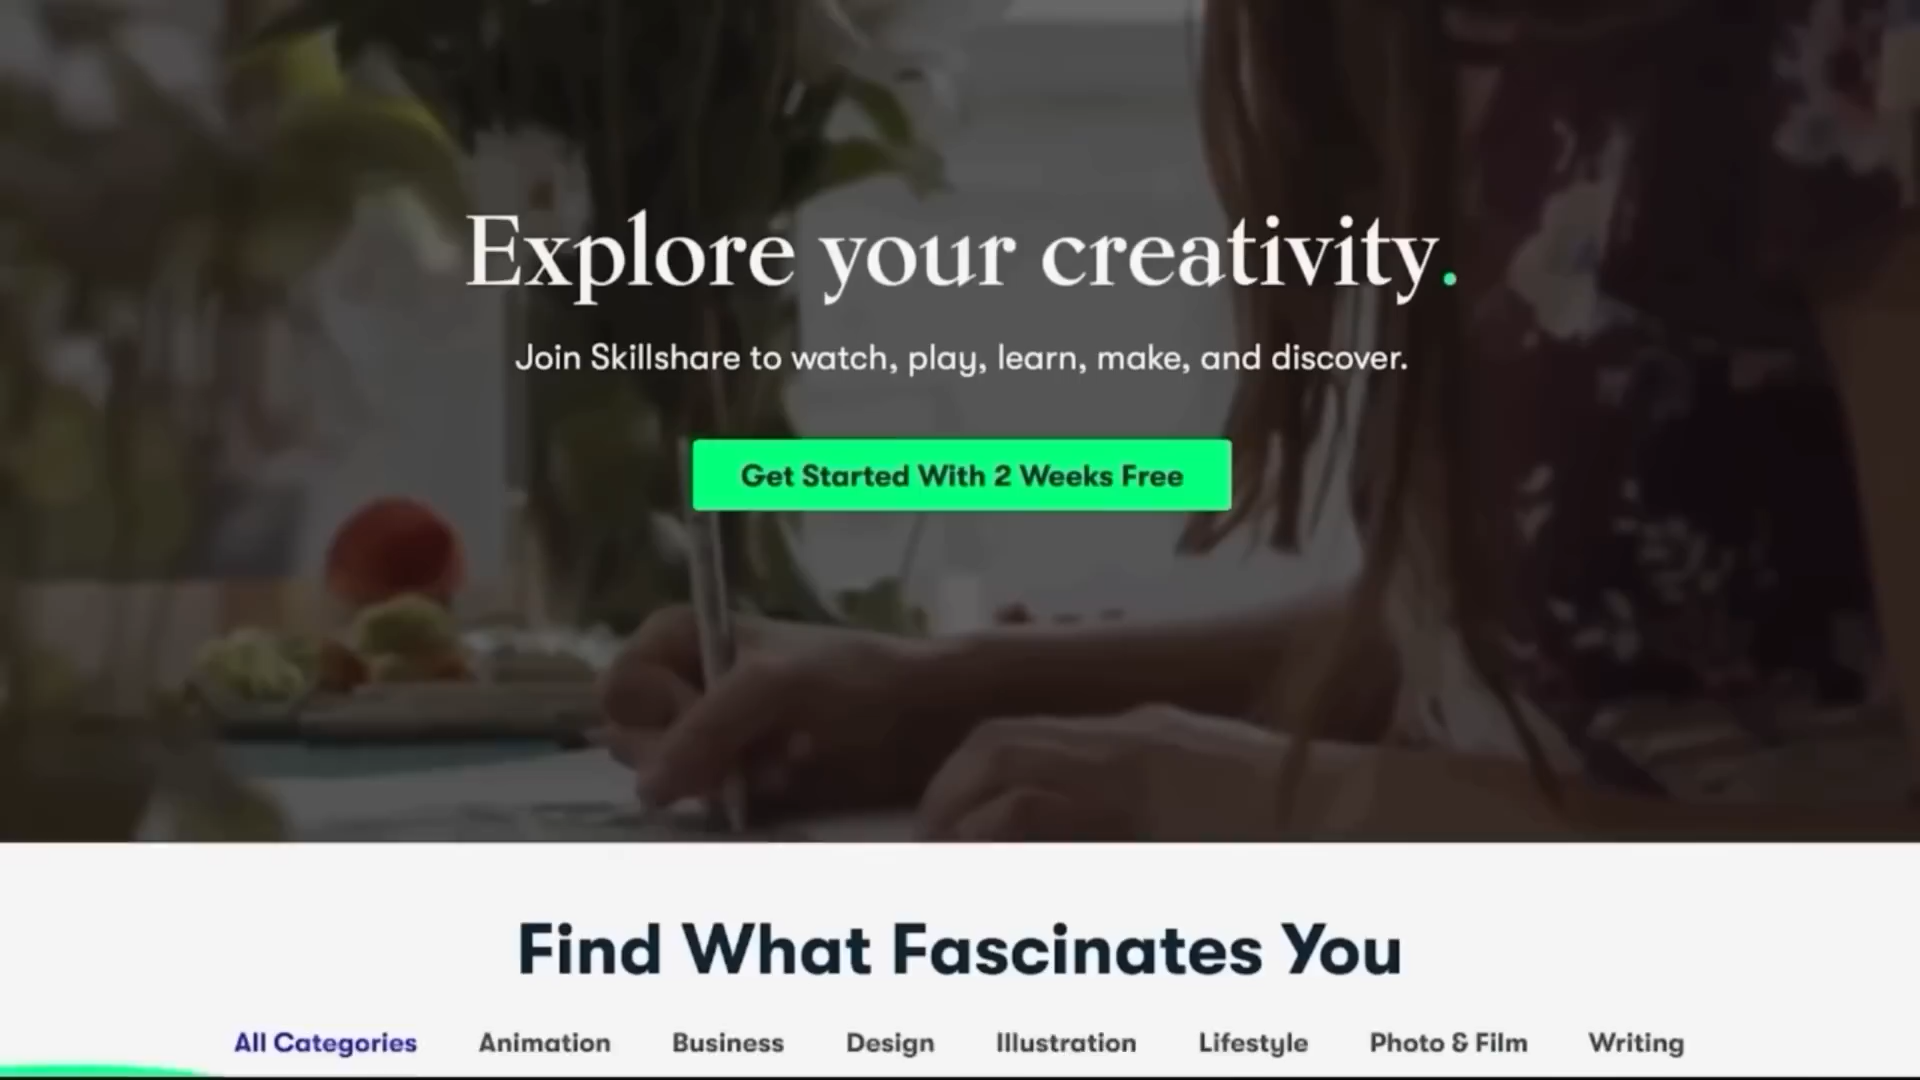 Explore your creativity.
Join Skillshare to watch, play, learn, make, and discover.
Get Started With 2 Weeks Free
Find What Fascinates You
All Categories Animation Business Design Illustration Lifestyle Photo & Film Writing